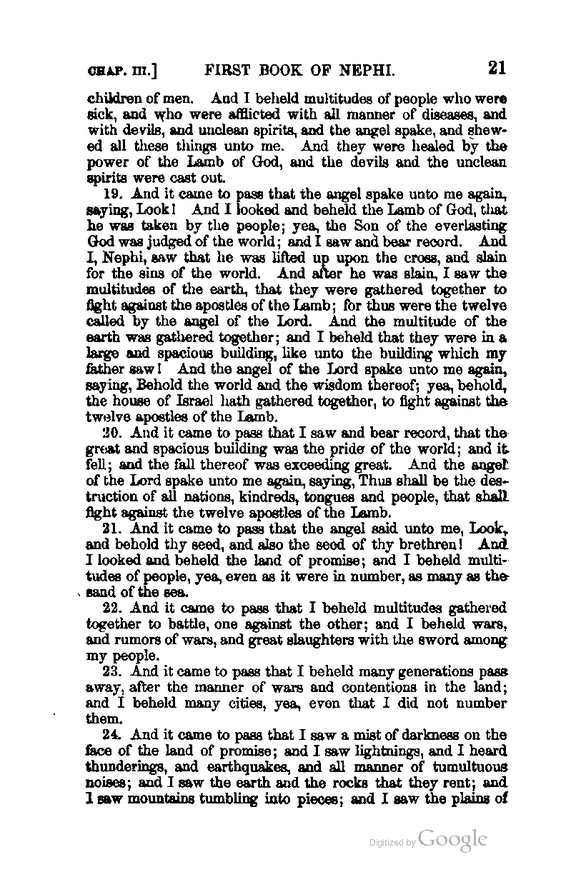 CHAP. III.] FIRST BOOK OF NEPHI. 21
children of men. And I beheld multitudes of people who were
sick, and who were afflicted with all manner of diseases, and
with devils, and unclean spirits, and the angel spake, and shew-
ed all these things unto me. And they were healed by the
power of the Lamb of God, and the devils and the unclean
spirits were cast out.
19. And it came to pass that the angel spake unto me again,
saying, Look! And I looked and beheld the Lamb of God, that
he was taken by the people; yea, the Son of the everlasting
God was judged of the world; and I saw and bear record. And
I, Nephi, saw that he was lifted up upon the cross, and slain
for the sins of the world. And after he was slain, I saw the
multitudes of the earth, that they were gathered together to
fight against the apostles of the Lamb; for thus were the twelve
called by the angel of the Lord. And the multitude of the
earth was gathered together; and I beheld that they were in a
large and spacious building, like unto the building which my
father saw! And the angel of the Lord spake unto me again,
saying, Behold the world and the wisdom thereof; yea, behold,
the house of Israel hath gathered together, to fight against the
twelve apostles of the Lamb.
20. And it came to pass that I saw and bear record, that the
great and spacious building was the pride of the world; and it
fell; and the fall thereof was exceeding great. And the angel
of the Lord spake unto me again, saying, Thus shall be the des-
truction of all nations, kindreds, tongues and people, that shall
fight against the twelve apostles of the Lamb.
21. And it came to pass that the angel said unto me, Look,
and behold thy seed, and also the seed of thy brethren! And
I looked and beheld the land of promise; and I beheld multi-
tudes of people, yea, even as it were in number, as many as the
sand of the sea.
22. And it came to pass that I beheld multitudes gathered
together to battle, one against the other; and I beheld wars,
and rumors of wars, and great slaughters with the sword among
my people.
23. And it came to pass that I beheld many generations pass
away, after the manner of wars and contentions in the land;
and I beheld many cities, yea, even that I did not number
them.
24. And it came to pass that I saw a mist of darkness on the
face of the land of promise; and I saw lightnings, and I heard
thunderings, and earthquakes, and all manner of tumultuous
noises; and I saw the earth and the rocks that they rent; and
I saw mountains tumbling into pieces; and I saw the plains of
Digitized by Google